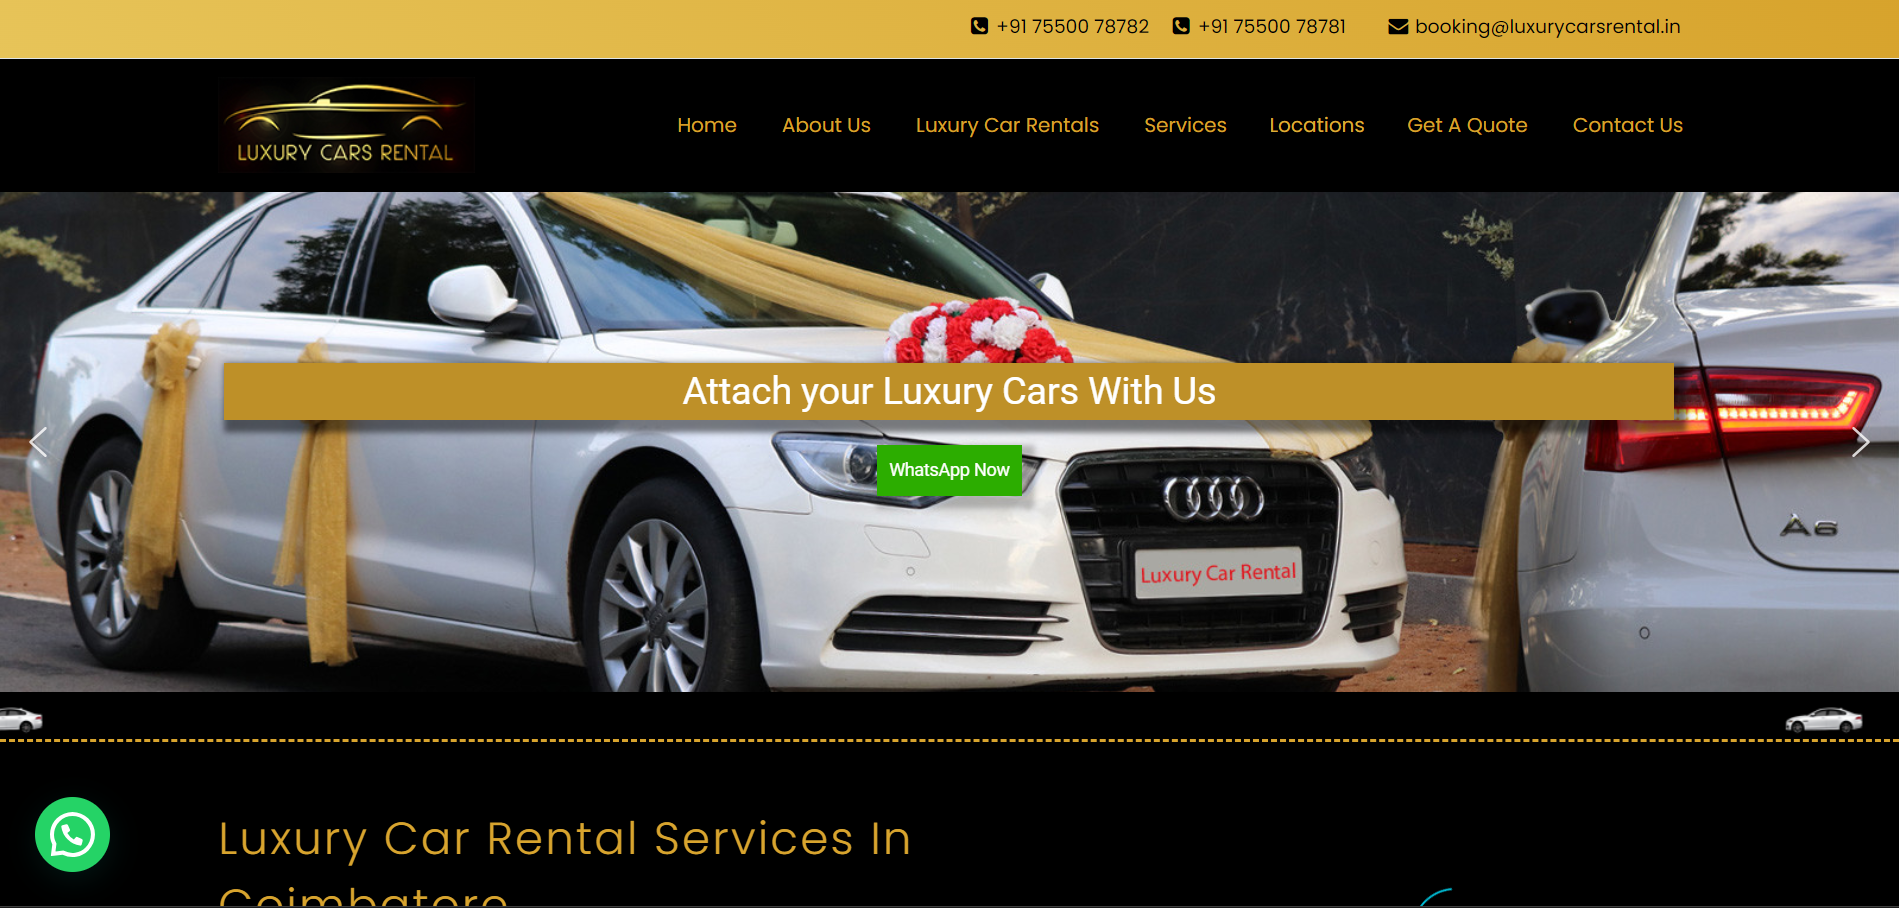 +91 75500 78782 +91 75500 78781 booking@luxurycarsrental.in
LUXURY CARS RENTAL
Home About Us Luxury Car Rentals Services Locations Get A Quote Contact Us
Attach your Luxury Cars With Us
WhatsApp Now
Luxury Car Rental
A6
Luxury Car Rental Services In
Coimbatore